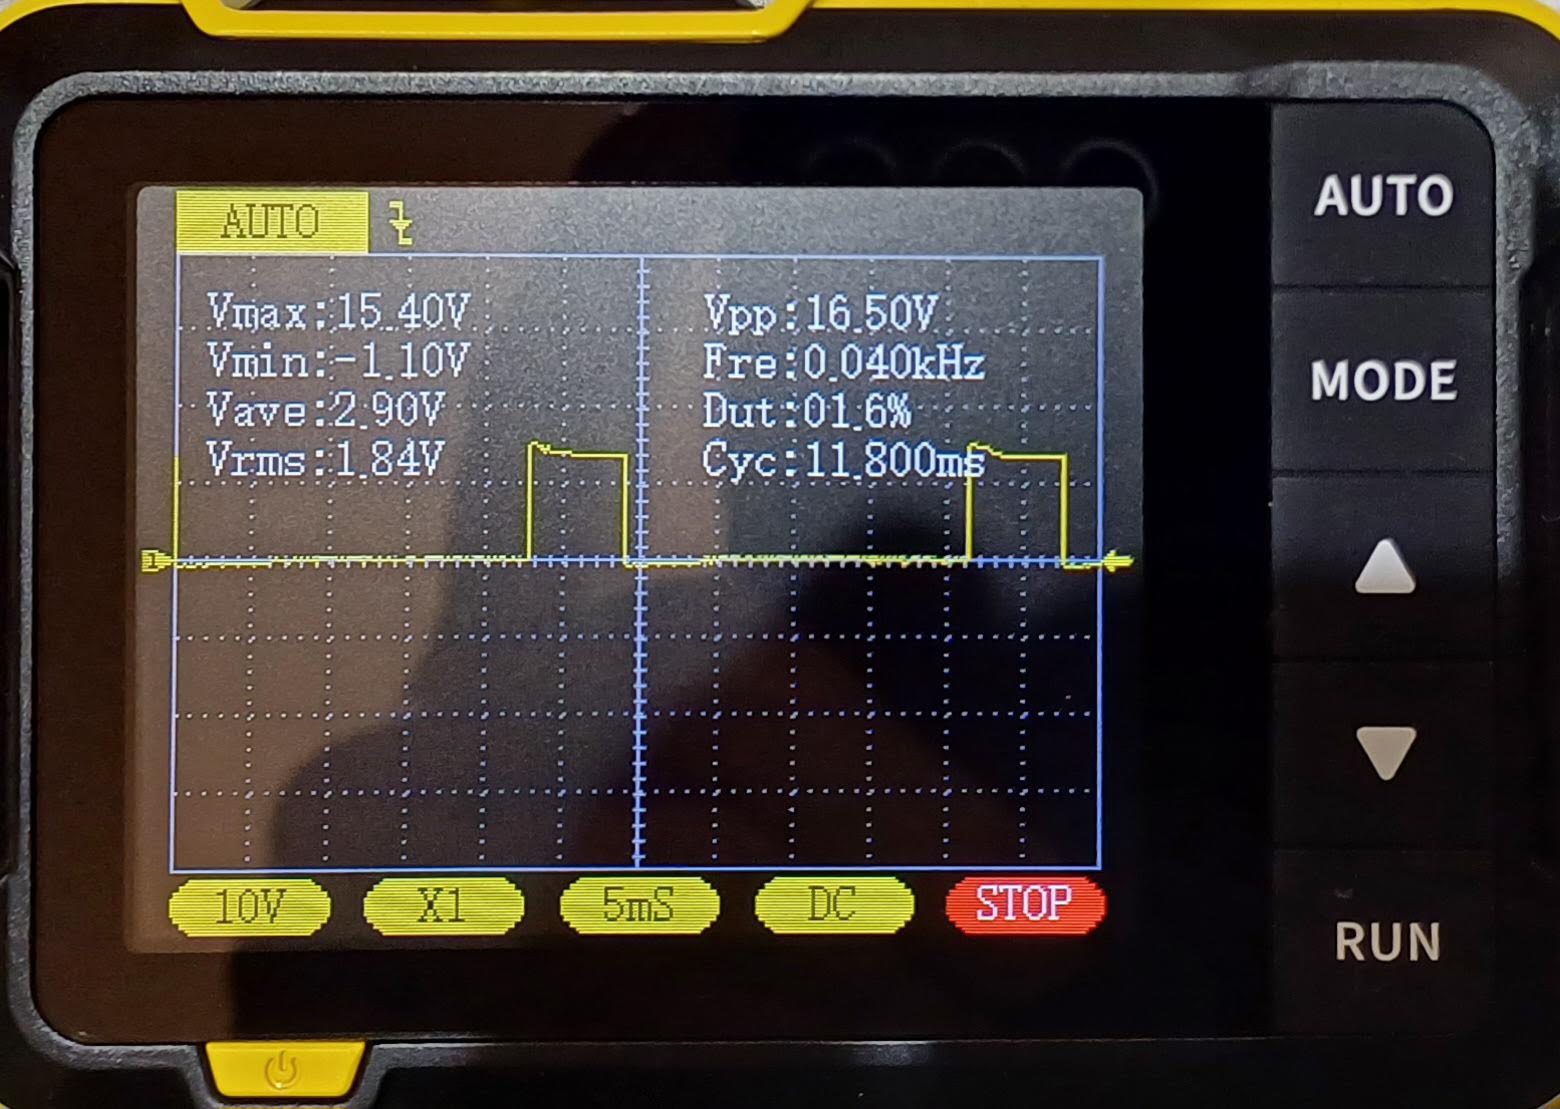 AUTO
Vmax:15.40V
Vmin:-1.10V
Vave:2.90V
Vrms:1.84V
Vpp:16.50V
Fre:0.040kHz
Dut:01.6%
Cyc:11.800ms
10V X1 5mS DC STOP
AUTO
MODE
RUN